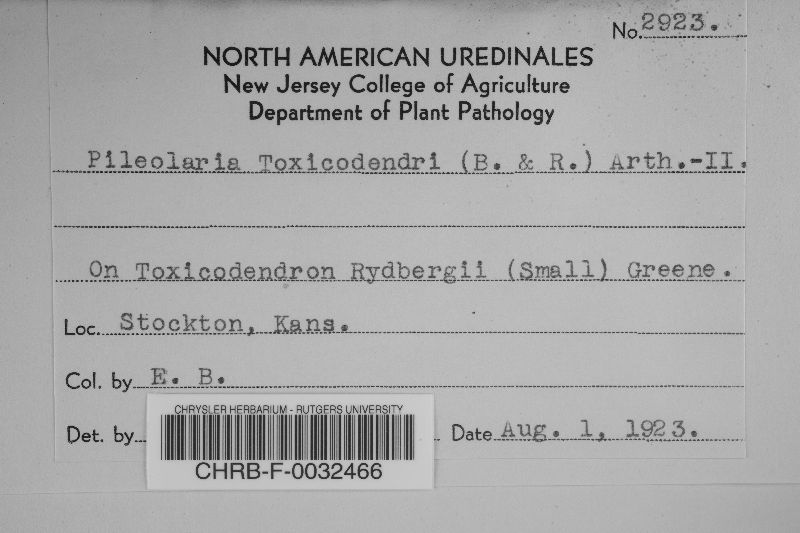 No. 2923.
NORTH AMERICAN UREDINALES
New Jersey College of Agriculture
Department of Plant Pathology
Pileolaria Toxicodendri (B. & R.) Arth.-II.
On Toxicodendron Rydbergii (Small) Greene.
Loc. Stockton, Kans.
Col. by E. B.
Det. by
Date Aug. 1, 1923.
CHRYSLER HERBARIUM - RUTGERS UNIVERSITY
CHRB-F-0032466